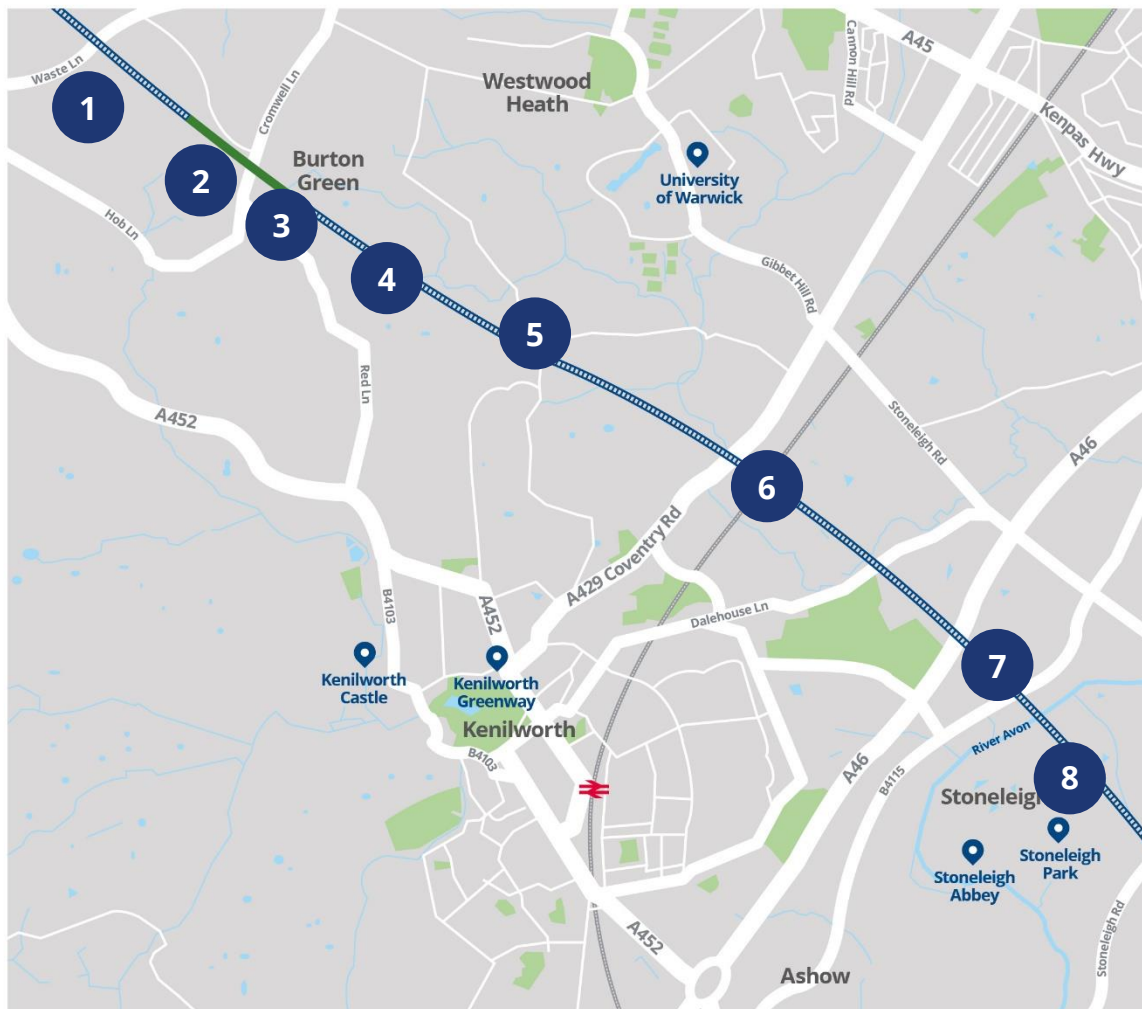 A45
Cannon Hill Rd
Waste Ln
Westwood
Heath
1
Cromwell Ln
Kenpas Hwy
Burton
Green
2
University
of Warwick
3
Hob Ln
Gibbet Hill Rd
4
5
Red Ln
A452
Stoneleigh Rd
A46
6
A429 Coventry Rd
B4103
A452
Dalehouse Ln
Kenilworth
Castle
Kenilworth
Greenway
7
Kenilworth
River Avon
B4103
A46
B4115
8
Stoneleig
Stoneleigh
Park
Stoneleigh
Abbey
A452
Stoneleigh Rd
Ashow